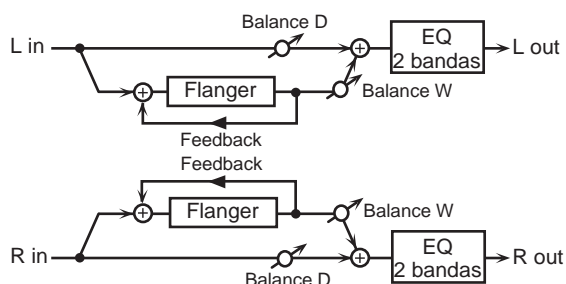 Balance D
L in
EQ
2 bandas
L out
Flanger
Balance W
Feedback
Feedback
Flanger
Balance W
R in
EQ
2 bandas
R out
Balance D